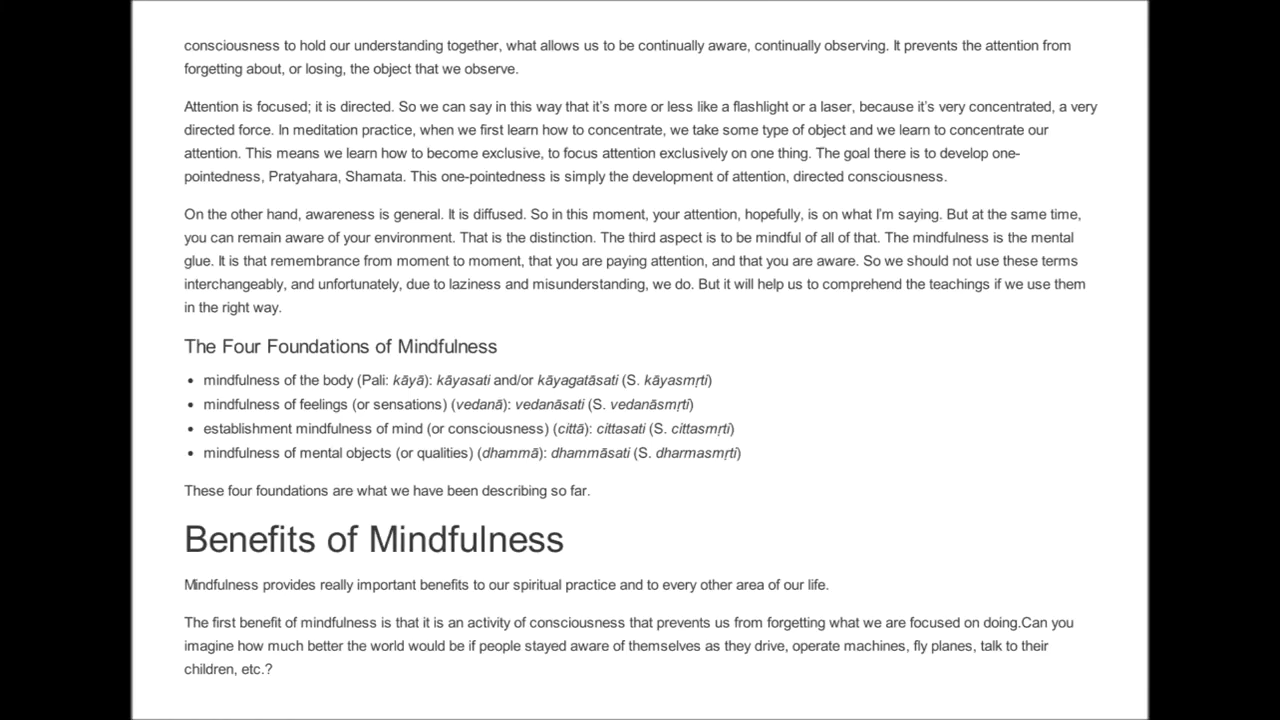 consciousness to hold our understanding together, what allows us to be continually aware, continually observing. It prevents the attention from
forgetting about, or losing, the object that we observe.
Attention is focused; it is directed. So we can say in this way that it's more or less like a flashlight or a laser, because it's very concentrated, a very
directed force. In meditation practice, when we first learn how to concentrate, we take some type of object and we learn to concentrate our
attention. This means we learn how to become exclusive, to focus attention exclusively on one thing. The goal there is to develop one-
pointedness, Pratyahara, Shamata. This one-pointedness is simply the development of attention, directed consciousness.
On the other hand, awareness is general. It is diffused. So in this moment, your attention, hopefully, is on what I'm saying. But at the same time,
you can remain aware of your environment. That is the distinction. The third aspect is to be mindful of all of that. The mindfulness is the mental
glue. It is that remembrance from moment to moment, that you are paying attention, and that you are aware. So we should not use these terms
interchangeably, and unfortunately, due to laziness and misunderstanding, we do. But it will help us to comprehend the teachings if we use them
in the right way.
The Four Foundations of Mindfulness
• mindfulness of the body (Pali: kāyā): kāyasati and/or kāyagatāsati (S. kāyasmṛti)
• mindfulness of feelings (or sensations) (vedanā): vedanāsati (S. vedanāsmṛti)
• establishment mindfulness of mind (or consciousness) (cittā): cittasati (S. cittasmṛti)
• mindfulness of mental objects (or qualities) (dhammā): dhammāsati (S. dharmasmṛti)
These four foundations are what we have been describing so far.
Benefits of Mindfulness
Mindfulness provides really important benefits to our spiritual practice and to every other area of our life.
The first benefit of mindfulness is that it is an activity of consciousness that prevents us from forgetting what we are focused on doing.Can you
imagine how much better the world would be if people stayed aware of themselves as they drive, operate machines, fly planes, talk to their
children, etc.?